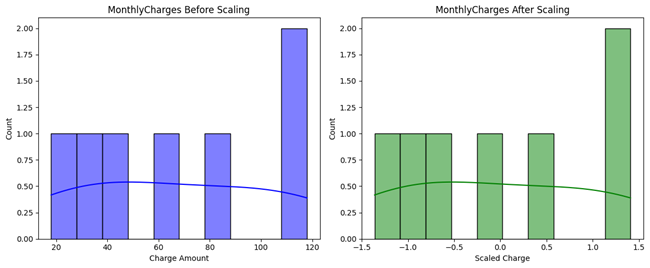 MonthlyCharges Before Scaling
2.00
1.75
1.50
1.25
1.00
0.75
0.50
0.25
0.00
Count
20 40 60 80 100 120
Charge Amount
MonthlyCharges After Scaling
2.00
1.75
1.50
1.25
1.00
0.75
0.50
0.25
0.00
Count
−1.5 −1.0 −0.5 0.0 0.5 1.0 1.5
Scaled Charge